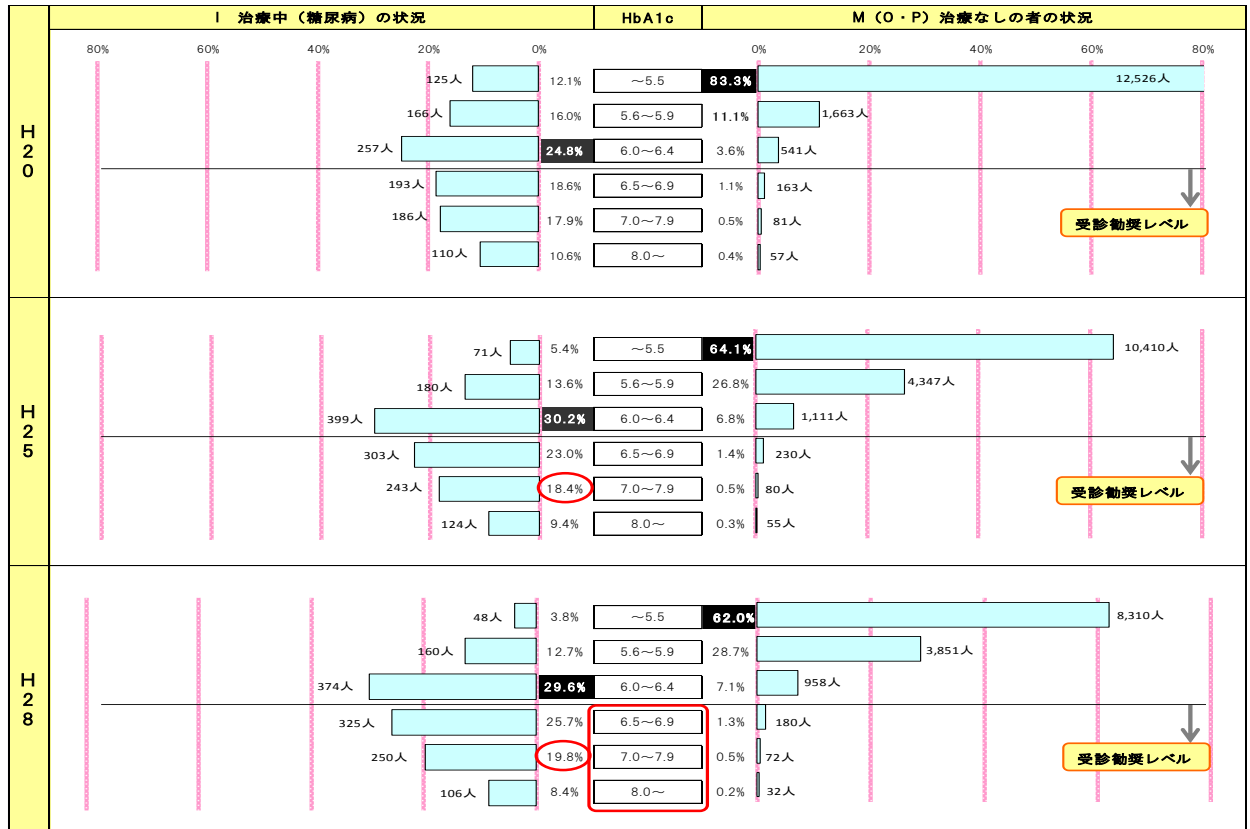 Ⅰ 治療中（糖尿病）の状況 HbA1c M（O・P）治療なしの者の状況
80% 60% 40% 20% 0% 0% 20% 40% 60% 80%
H20
125人 12.1% ～5.5 83.3% 12,526人
166人 16.0% 5.6～5.9 11.1% 1,663人
257人 24.8% 6.0～6.4 3.6% 541人
193人 18.6% 6.5～6.9 1.1% 163人
186人 17.9% 7.0～7.9 0.5% 81人
受診勧奨レベル
110人 10.6% 8.0～ 0.4% 57人
H25
71人 5.4% ～5.5 64.1% 10,410人
180人 13.6% 5.6～5.9 26.8% 4,347人
399人 30.2% 6.0～6.4 6.8% 1,111人
303人 23.0% 6.5～6.9 1.4% 230人
243人 18.4% 7.0～7.9 0.5% 80人
受診勧奨レベル
124人 9.4% 8.0～ 0.3% 55人
H28
48人 3.8% ～5.5 62.0% 8,310人
160人 12.7% 5.6～5.9 28.7% 3,851人
374人 29.6% 6.0～6.4 7.1% 958人
325人 25.7% 6.5～6.9 1.3% 180人
250人 19.8% 7.0～7.9 0.5% 72人
受診勧奨レベル
106人 8.4% 8.0～ 0.2% 32人